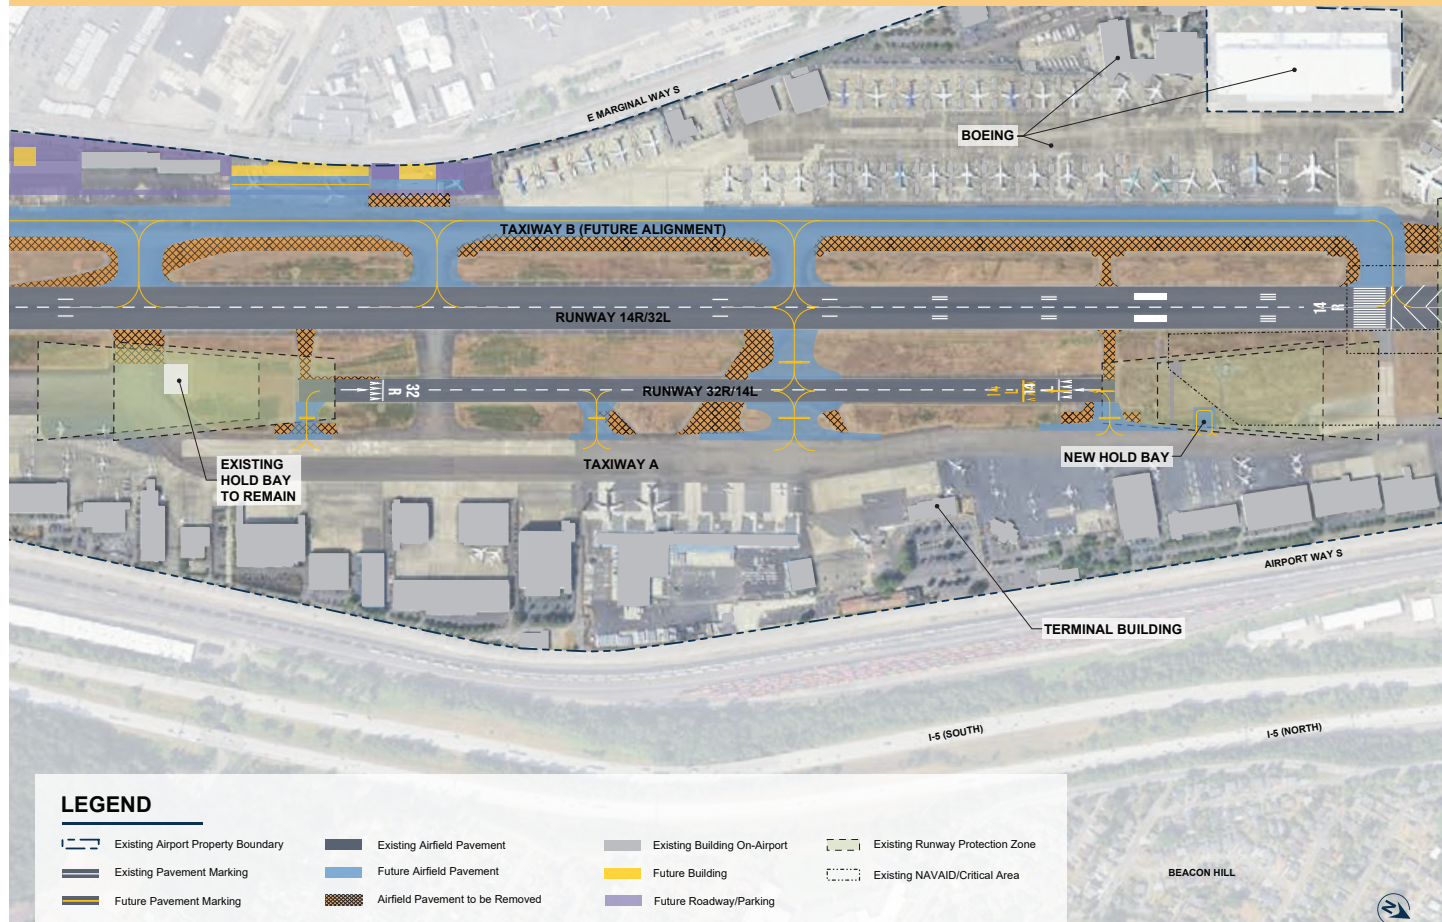 E MARGINAL WAY S
BOEING
TAXIWAY B (FUTURE ALIGNMENT)
14
R
RUNWAY 14R/32L
32
R
RUNWAY 32R/14L
14
L
EXISTING
HOLD BAY
TO REMAIN
TAXIWAY A
NEW HOLD BAY
AIRPORT WAY S
TERMINAL BUILDING
I-5 (SOUTH)
I-5 (NORTH)
LEGEND
Existing Airport Property Boundary
Existing Pavement Marking
Future Pavement Marking
Existing Airfield Pavement
Future Airfield Pavement
Airfield Pavement to be Removed
Existing Building On-Airport
Future Building
Future Roadway/Parking
Existing Runway Protection Zone
Existing NAVAID/Critical Area
BEACON HILL
N